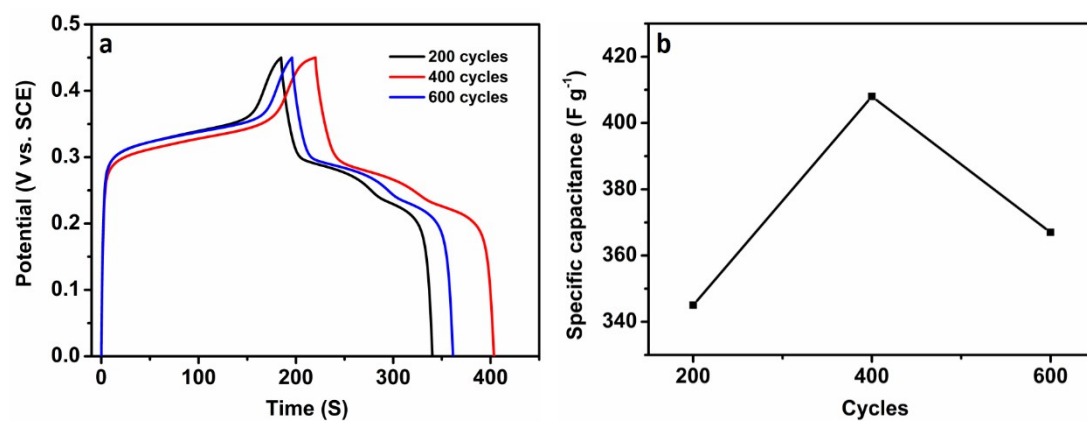 a
200 cycles
400 cycles
600 cycles
0.5
0.4
0.3
0.2
0.1
0.0
Potential (V vs. SCE)
0 100 200 300 400
Time (S)
b
420
400
380
360
340
Specific capacitance (F g⁻¹)
200 400 600
Cycles